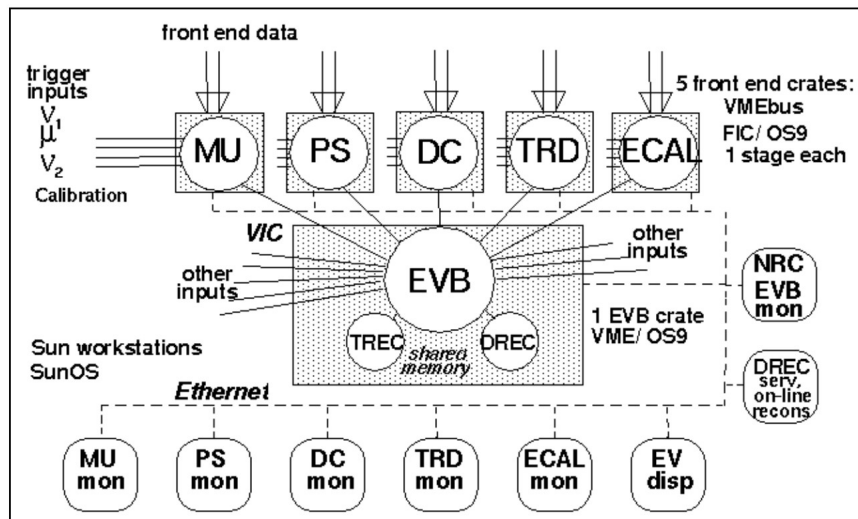 front end data
trigger
inputs
V1
μ
V2
Calibration
MU
PS
DC
TRD
ECAL
5 front end crates:
VMEbus
FIC/ OS9
1 stage each
VIC
other
inputs
EVB
other
inputs
TREC
DREC
shared
memory
1 EVB crate
VME/ OS9
NRC
EVB
mon
Sun workstations
SunOS
Ethernet
DREC
serv,
on-line
recons
MU
mon
PS
mon
DC
mon
TRD
mon
ECAL
mon
EV
disp